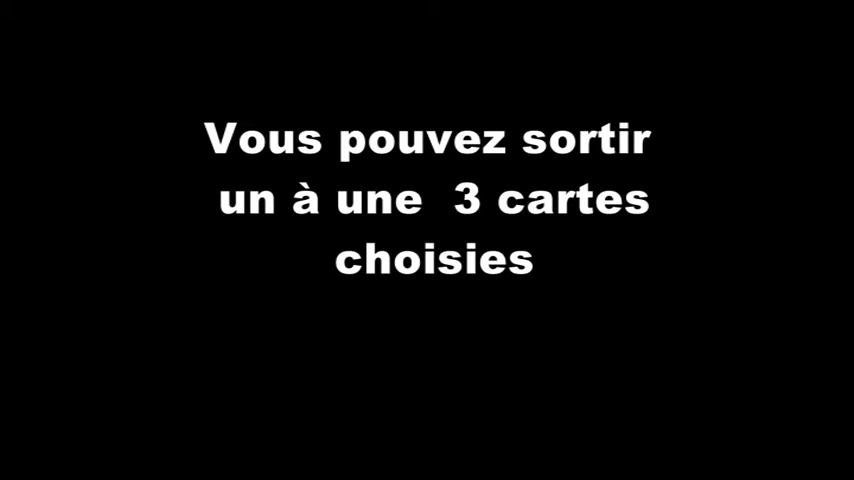 Vous pouvez sortir
un à une  3 cartes
choisies